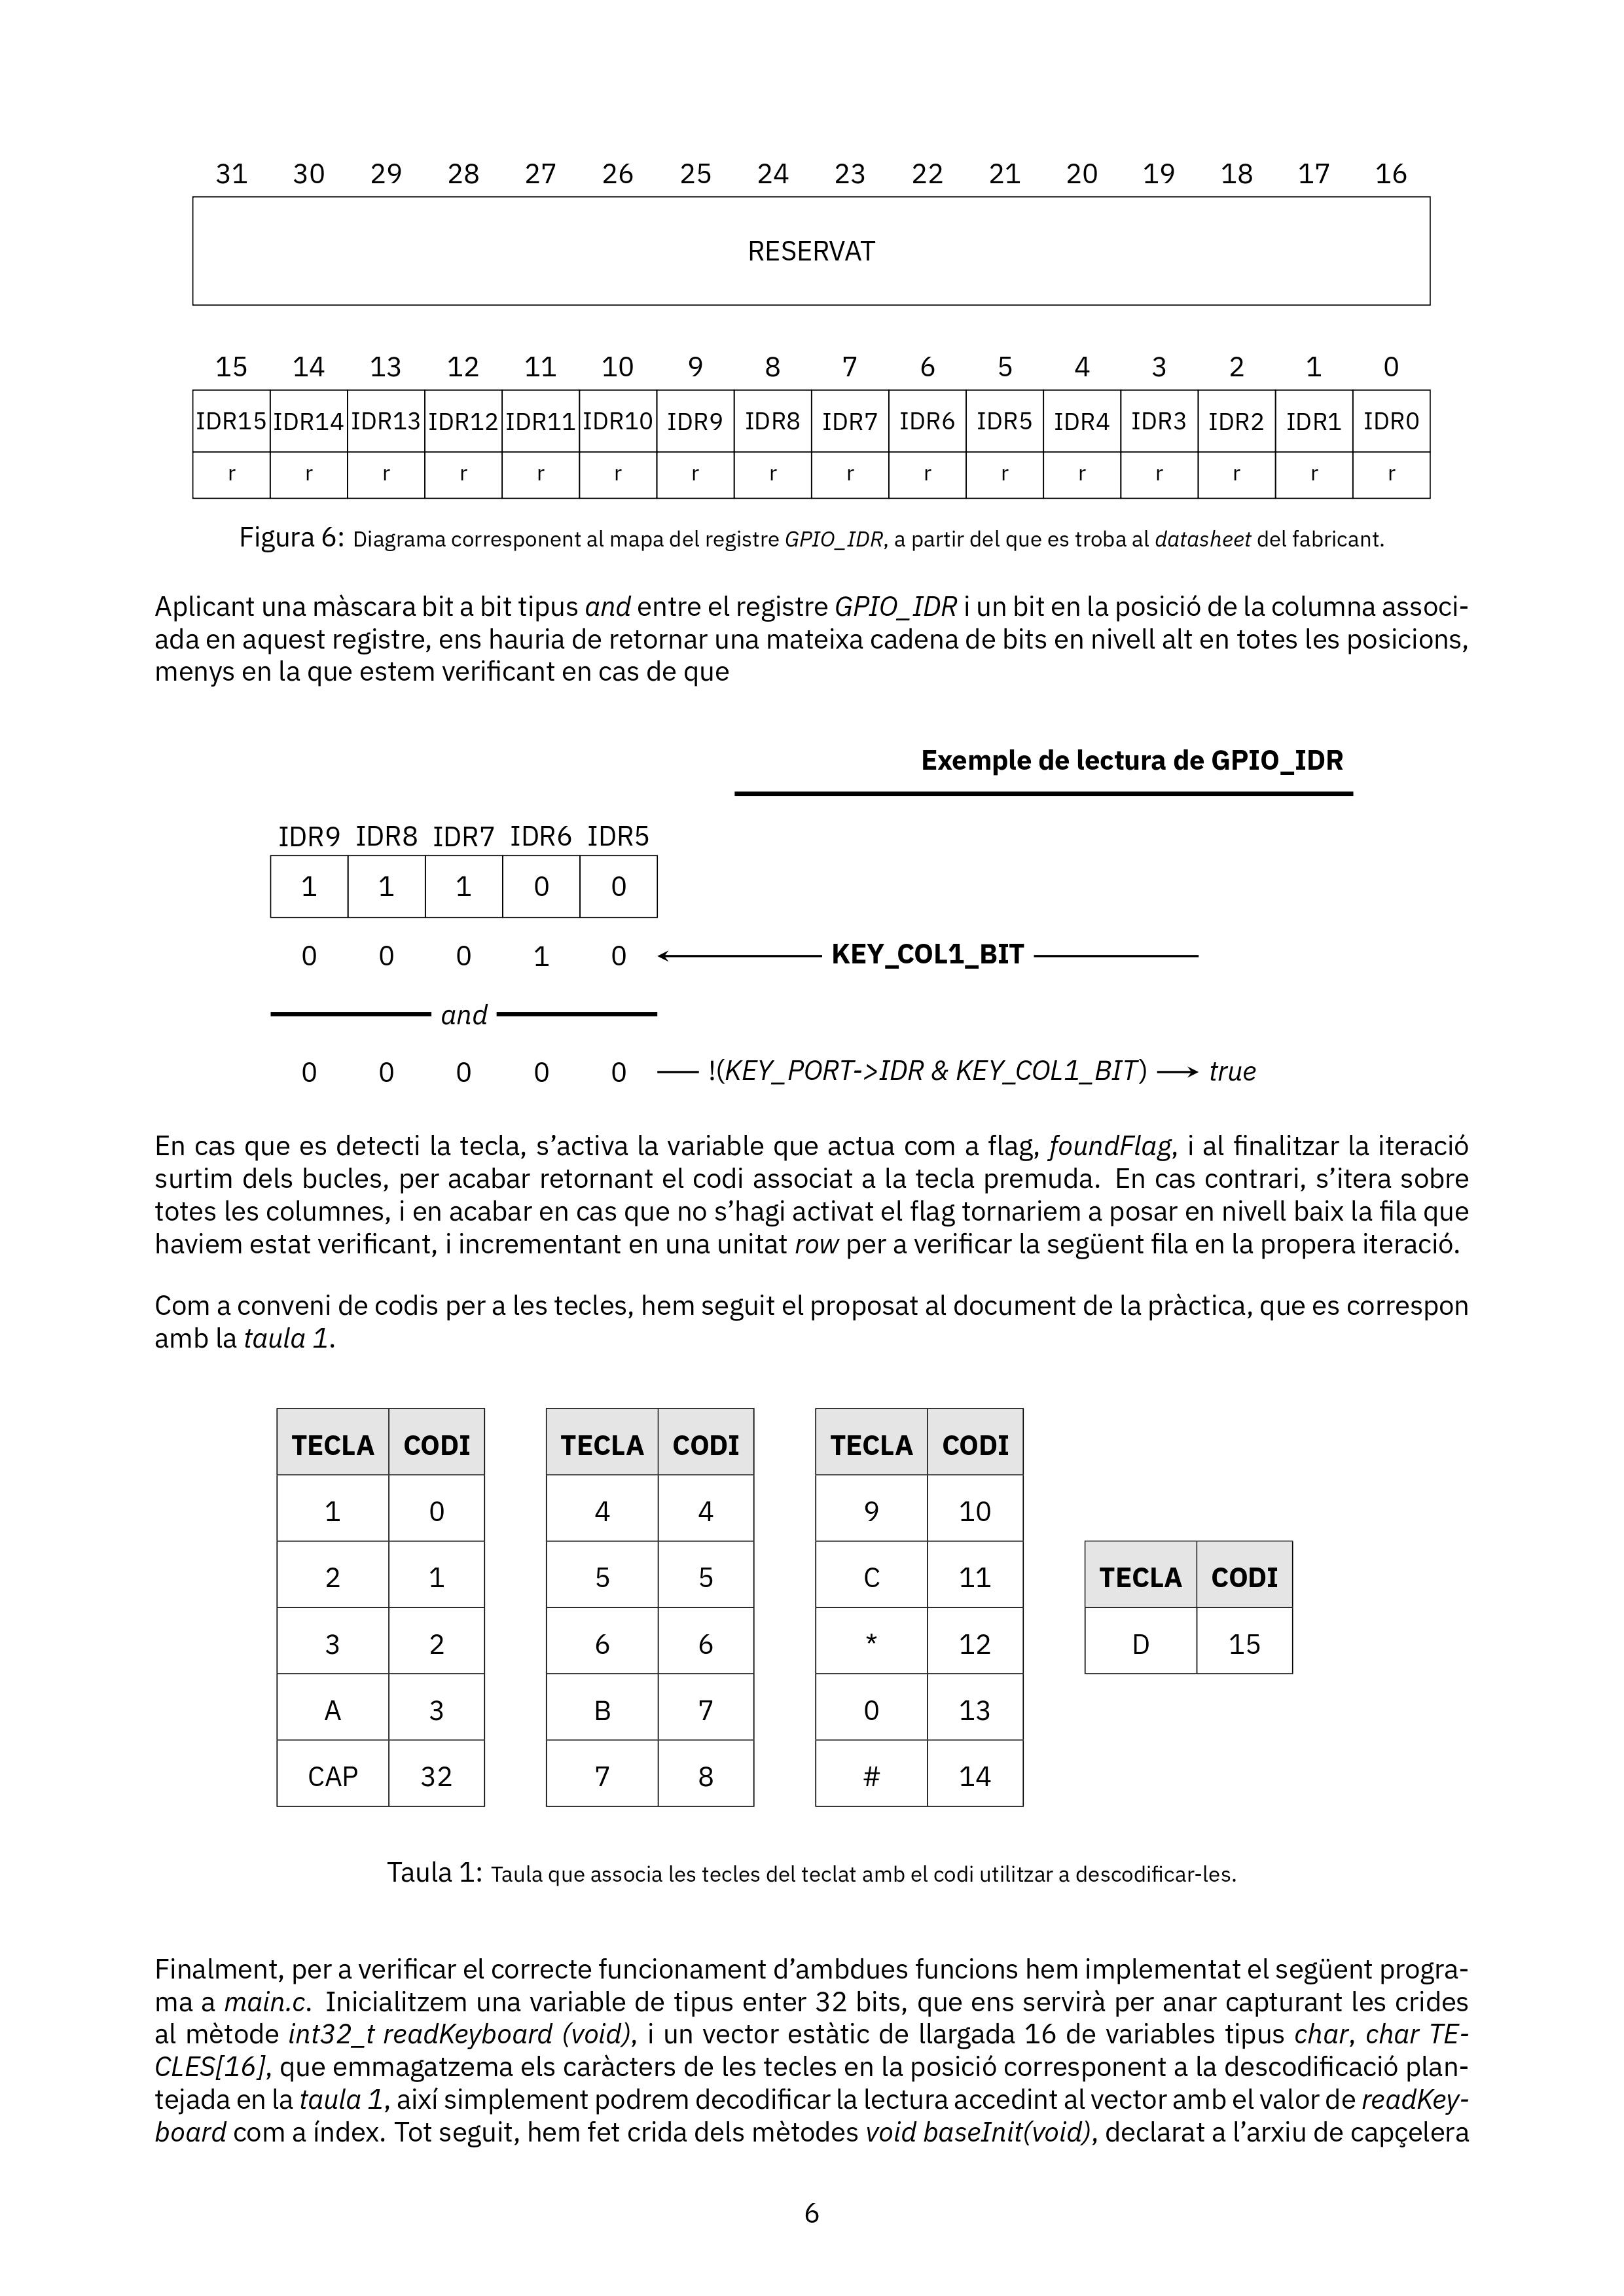 31 30 29 28 27 26 25 24 23 22 21 20 19 18 17 16
RESERVAT
15 14 13 12 11 10 9 8 7 6 5 4 3 2 1 0
IDR15 IDR14 IDR13 IDR12 IDR11 IDR10 IDR9 IDR8 IDR7 IDR6 IDR5 IDR4 IDR3 IDR2 IDR1 IDR0
r r r r r r r r r r r r r r r r
Figura 6: Diagrama corresponent al mapa del registre GPIO_IDR, a partir del que es troba al datasheet del fabricant.
Aplicant una màscara bit a bit tipus and entre el registre GPIO_IDR i un bit en la posició de la columna associ-
ada en aquest registre, ens hauria de retornar una mateixa cadena de bits en nivell alt en totes les posicions,
menys en la que estem verificant en cas de que
Exemple de lectura de GPIO_IDR
IDR9 IDR8 IDR7 IDR6 IDR5
1 1 1 0 0
0 0 0 1 0 KEY_COL1_BIT
and
0 0 0 0 0 !(KEY_PORT->IDR & KEY_COL1_BIT) true
En cas que es detecti la tecla, s'activa la variable que actua com a flag, foundFlag, i al finalitzar la iteració
surtim dels bucles, per acabar retornant el codi associat a la tecla premuda. En cas contrari, s'itera sobre
totes les columnes, i en acabar en cas que no s'hagi activat el flag tornariem a posar en nivell baix la fila que
haviem estat verificant, i incrementant en una unitat row per a verificar la següent fila en la propera iteració.
Com a conveni de codis per a les tecles, hem seguit el proposat al document de la pràctica, que es correspon
amb la taula 1.
TECLA CODI
1 0
2 1
3 2
A 3
CAP 32
TECLA CODI
4 4
5 5
6 6
B 7
7 8
TECLA CODI
9 10
C 11
* 12
0 13
# 14
TECLA CODI
D 15
Taula 1: Taula que associa les tecles del teclat amb el codi utilitzar a descodificar-les.
Finalment, per a verificar el correcte funcionament d'ambdues funcions hem implementat el següent progra-
ma a main.c. Inicialitzem una variable de tipus enter 32 bits, que ens servirà per anar capturant les crides
al mètode int32_t readKeyboard (void), i un vector estàtic de llargada 16 de variables tipus char, char TE-
CLES[16], que emmagatzema els caràcters de les tecles en la posició corresponent a la descodificació plan-
tejada en la taula 1, així simplement podrem decodificar la lectura accedint al vector amb el valor de readKey-
board com a índex. Tot seguit, hem fet crida dels mètodes void baseInit(void), declarat a l'arxiu de capçelera
6